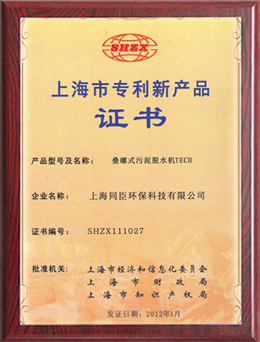 SHZX
上海市专利新产品
证书
产品型号及名称： 叠螺式污泥脱水机TECH
企业名称： 上海同臣环保科技有限公司
证书编号： SHZX111027
批准机关： 上海市经济和信息化委员会
上海市财政局
上海市知识产权局
发证日期：2012年1月